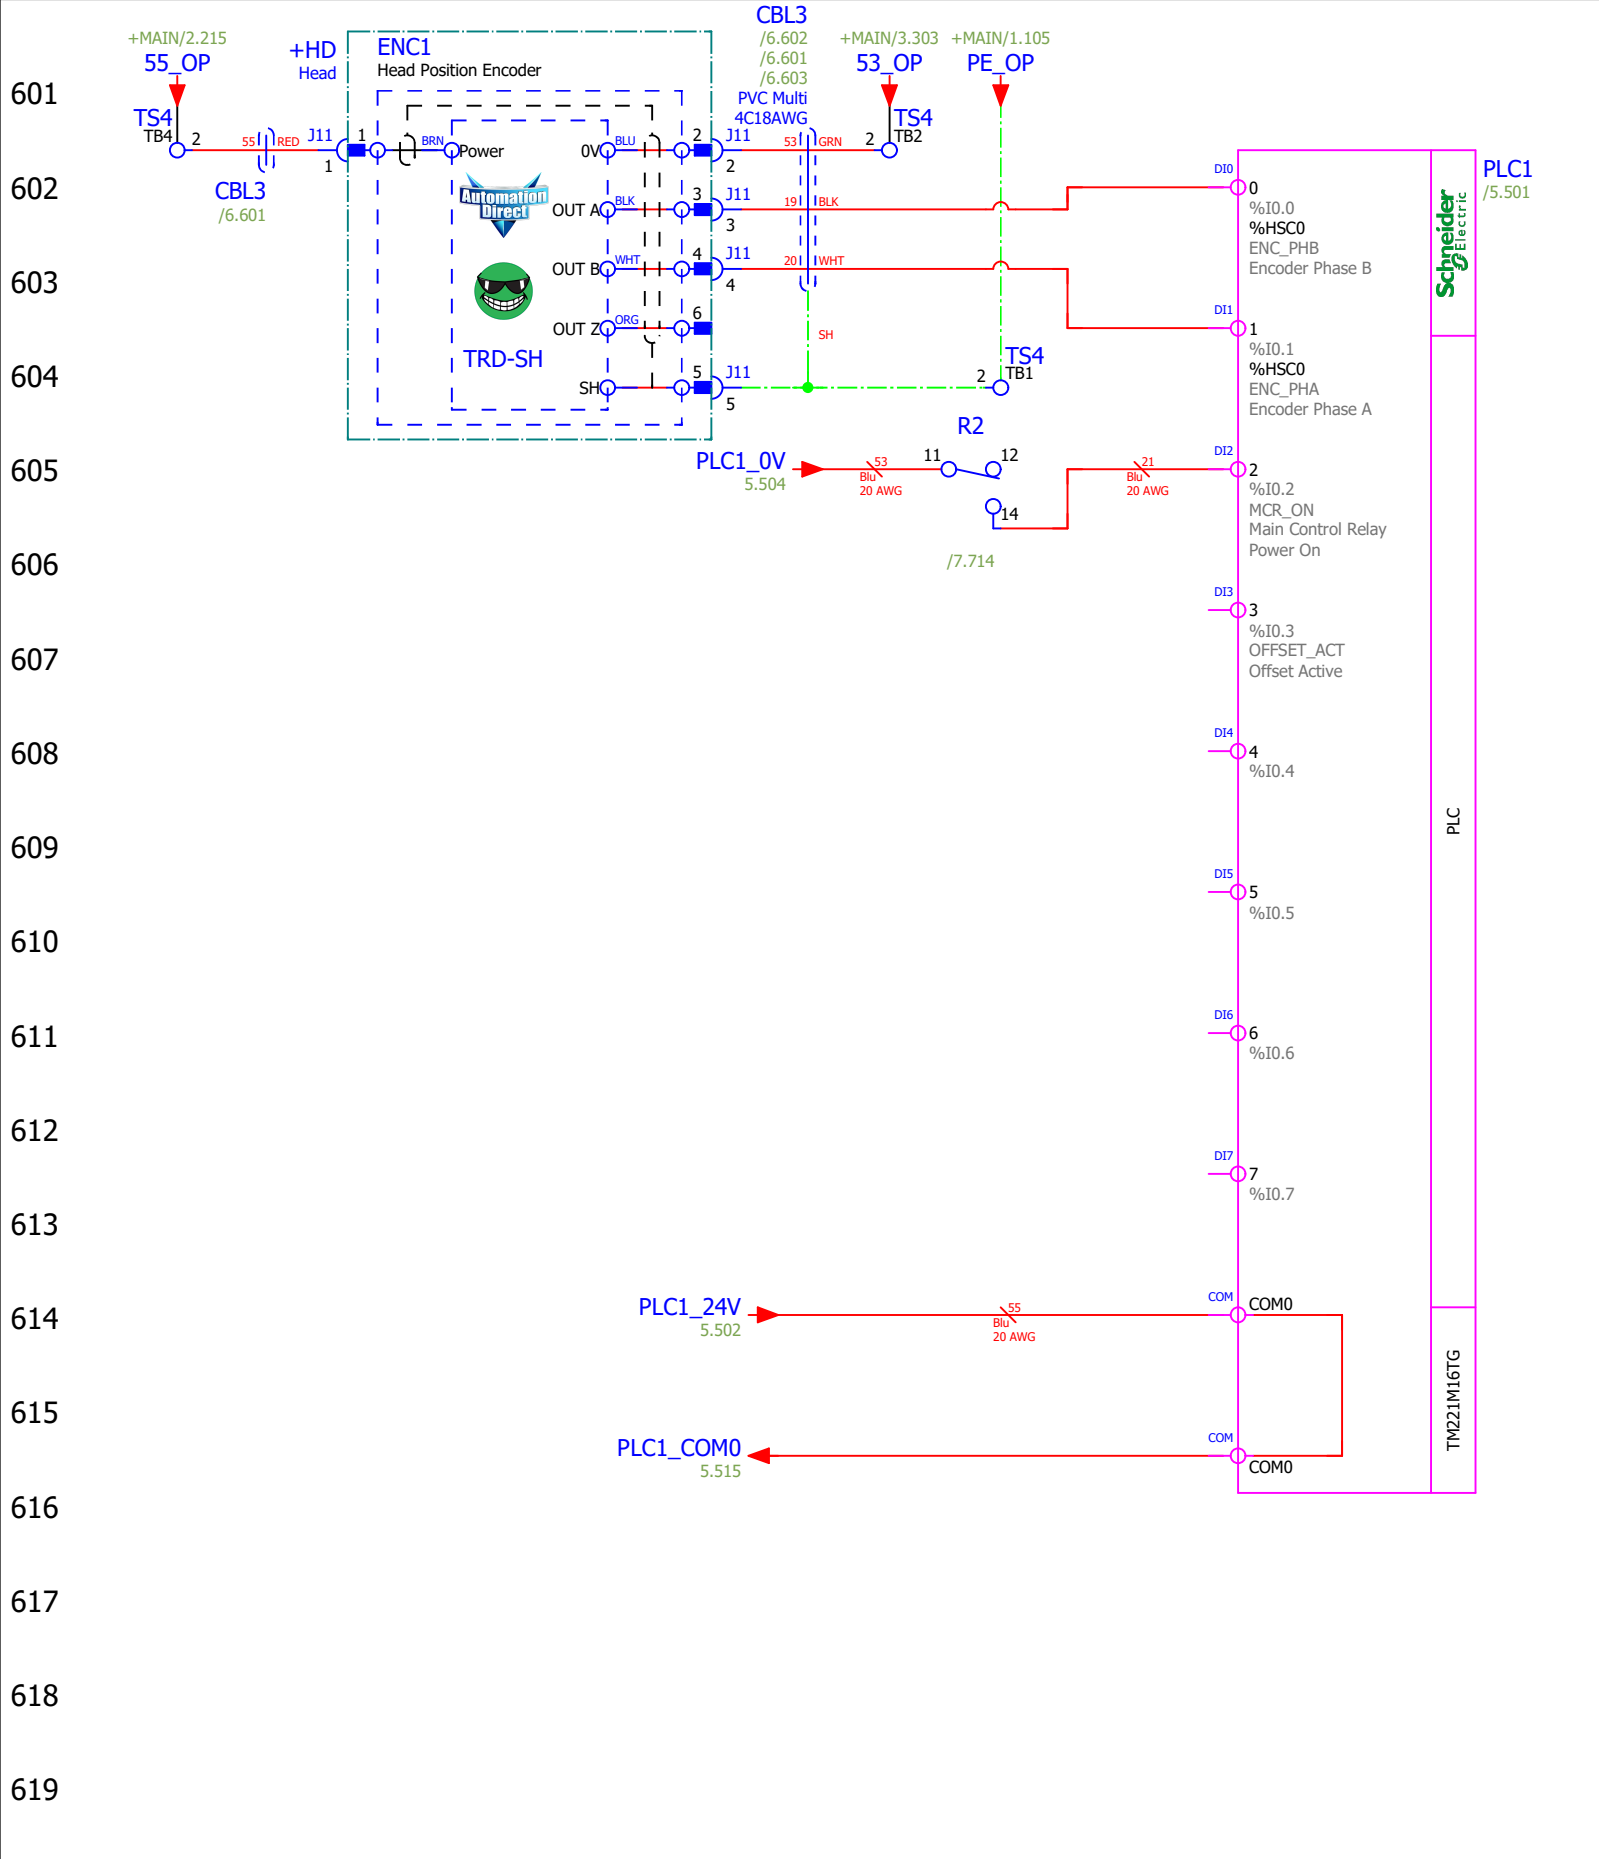 CBL3
+MAIN/2.215
55_OP
+HD
Head
ENC1
Head Position Encoder
/6.602
/6.601
/6.603
PVC Multi
4C18AWG
+MAIN/3.303
53_OP
+MAIN/1.105
PE_OP
601
TS4
TB4
2
55
RED
J11
1
1
BRN
Power
0V
BLU
2
J11
2
53
GRN
2
TS4
TB2
CBL3
/6.601
602
Automation
Direct
OUT A
BLK
3
J11
3
19
BLK
DI0
0
%I0.0
%HSC0
ENC_PHB
Encoder Phase B
PLC1
/5.501
Schneider
Electric
603
OUT B
WHT
4
J11
4
20
WHT
OUT Z
ORG
6
SH
DI1
1
%I0.1
%HSC0
ENC_PHA
Encoder Phase A
604
TRD-SH
SH
5
J11
5
2
TS4
TB1
605
PLC1_0V
5.504
53
Blu
20 AWG
R2
11
12
14
/7.714
21
Blu
20 AWG
DI2
2
%I0.2
MCR_ON
Main Control Relay
Power On
606
DI3
3
%I0.3
OFFSET_ACT
Offset Active
607
608
DI4
4
%I0.4
PLC
609
DI5
5
%I0.5
610
611
DI6
6
%I0.6
612
DI7
7
%I0.7
613
614
PLC1_24V
5.502
55
Blu
20 AWG
COM
COM0
615
TM221M16TG
PLC1_COM0
5.515
COM
COM0
616
617
618
619